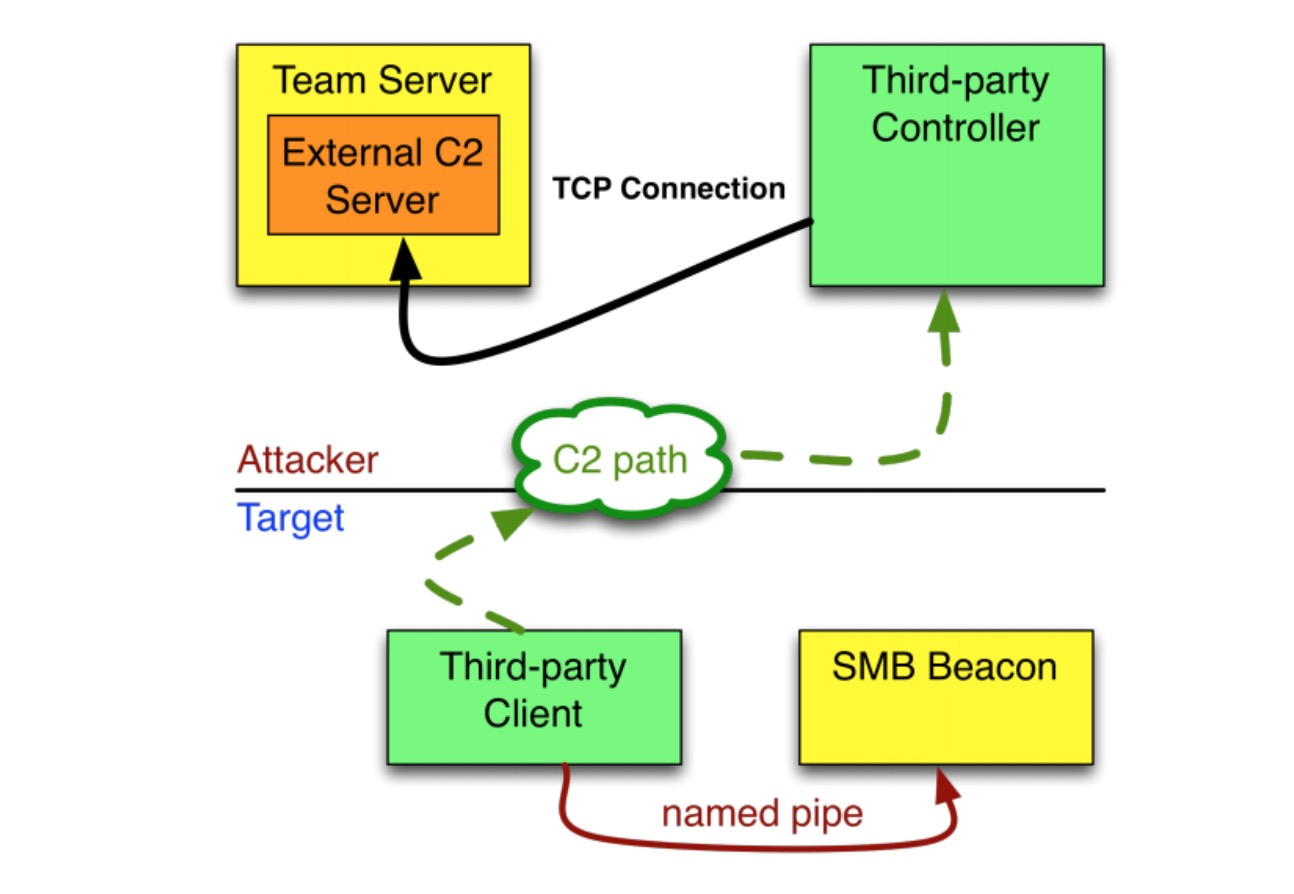 Team Server
External C2
Server
TCP Connection
Third-party
Controller
Attacker
C2 path
Target
Third-party
Client
SMB Beacon
named pipe